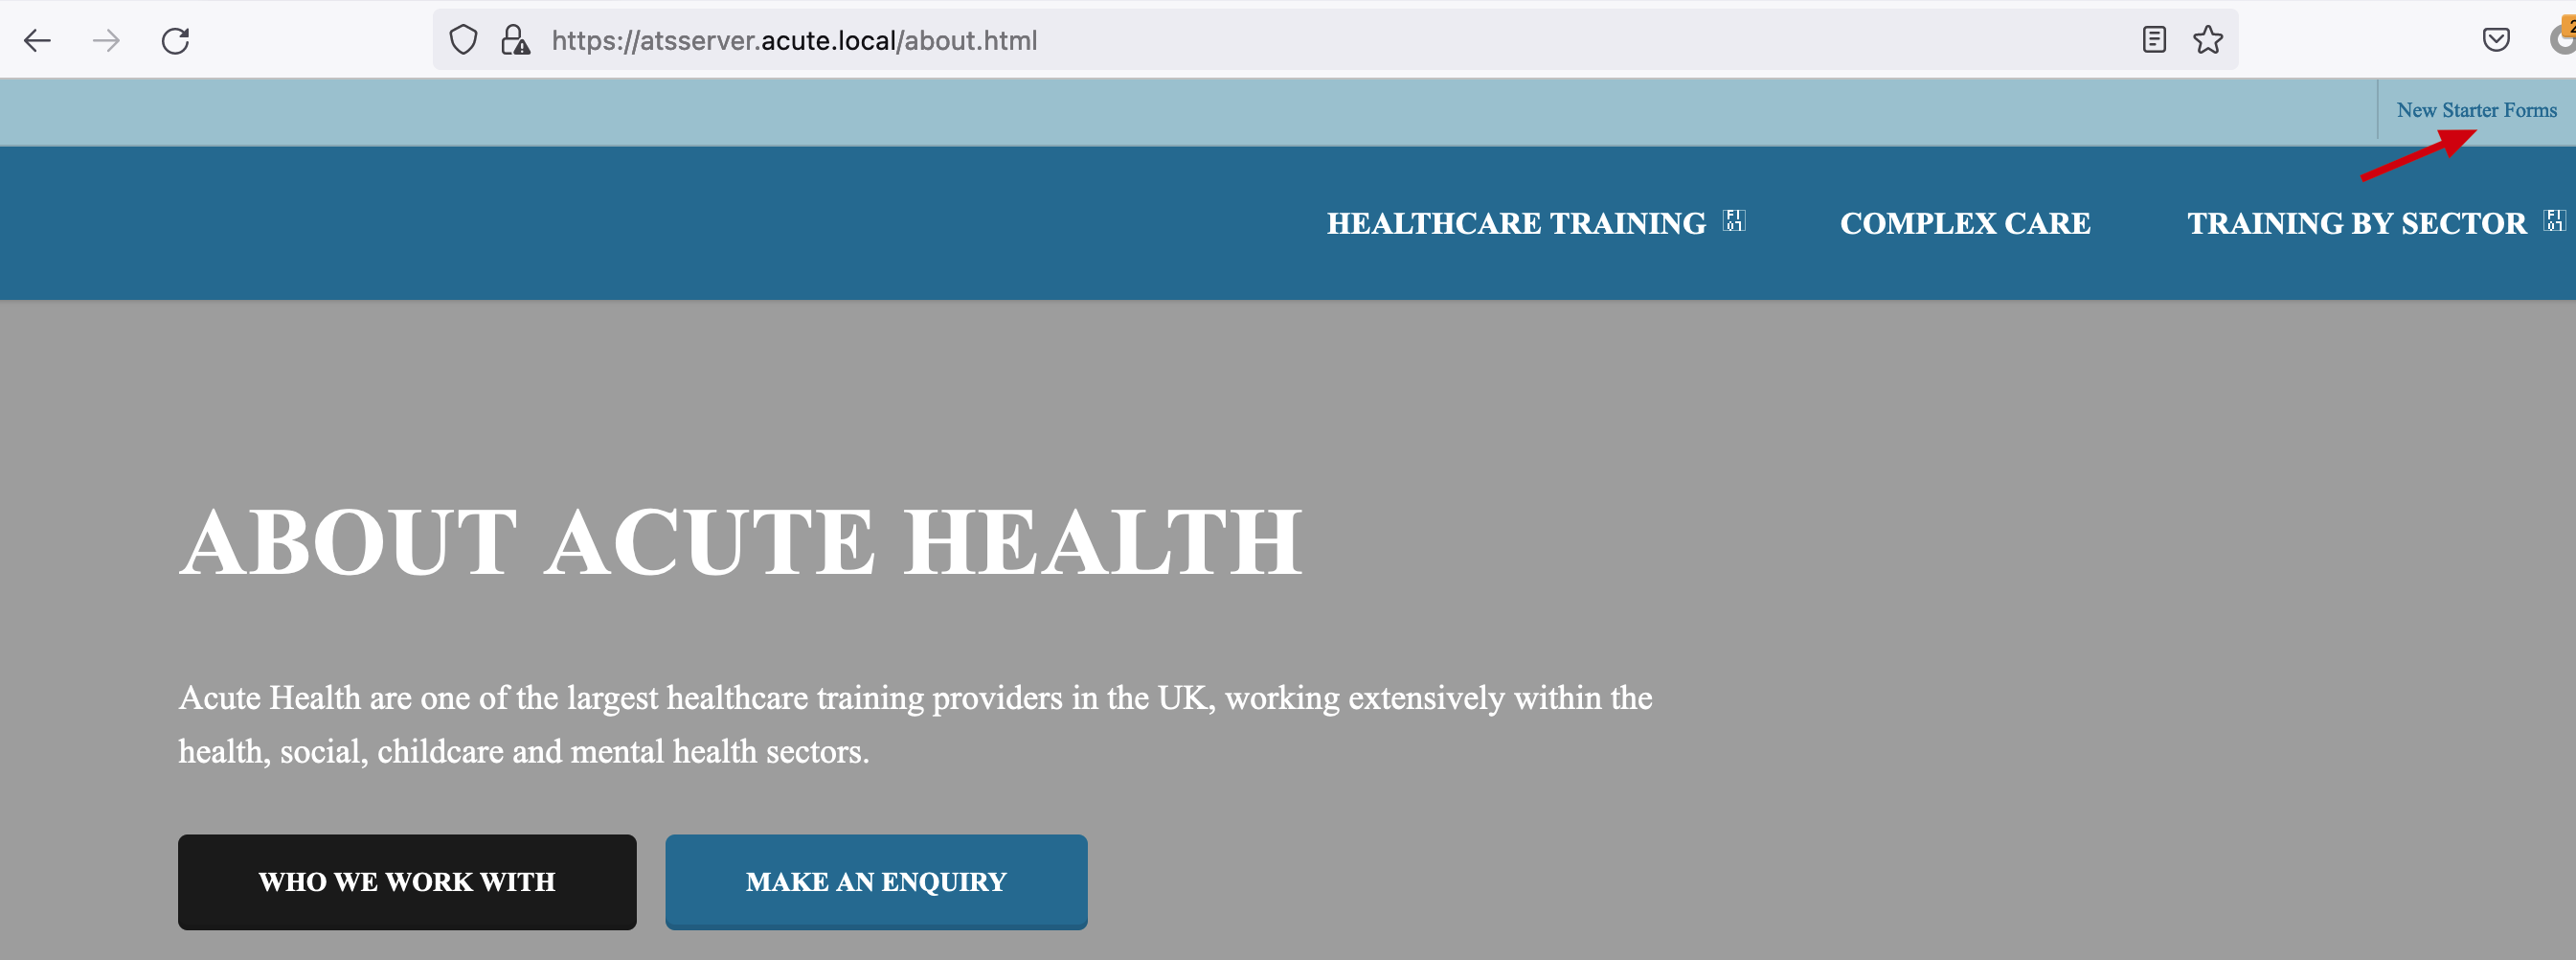 https://atsserver.acute.local/about.html
2
New Starter Forms
HEALTHCARE TRAINING
COMPLEX CARE
TRAINING BY SECTOR
ABOUT ACUTE HEALTH
Acute Health are one of the largest healthcare training providers in the UK, working extensively within the
health, social, childcare and mental health sectors.
WHO WE WORK WITH
MAKE AN ENQUIRY